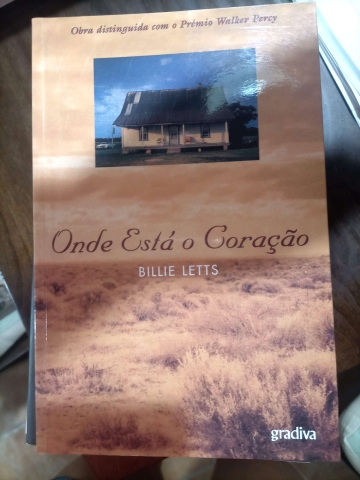 Obra distinguida com o Prémio Walker Percy
Onde Está o Coração
BILLIE LETTS
gradiva